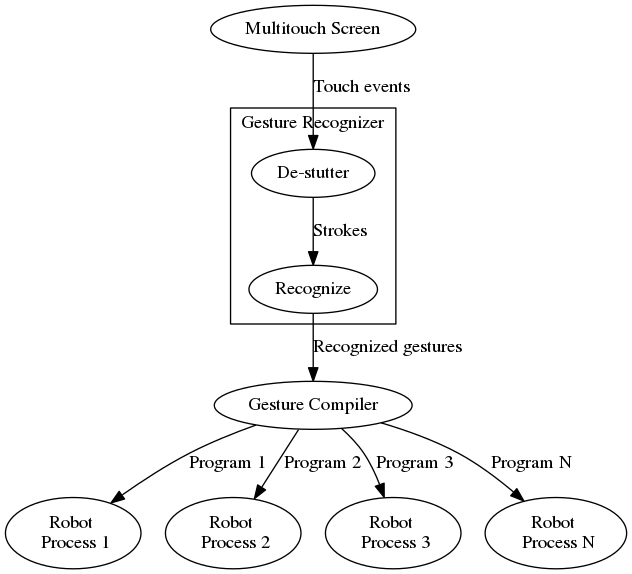 Multitouch Screen
Touch events
Gesture Recognizer
De-stutter
Strokes
Recognize
Recognized gestures
Gesture Compiler
Program 1
Program 2
Program 3
Program N
Robot
Process 1
Robot
Process 2
Robot
Process 3
Robot
Process N